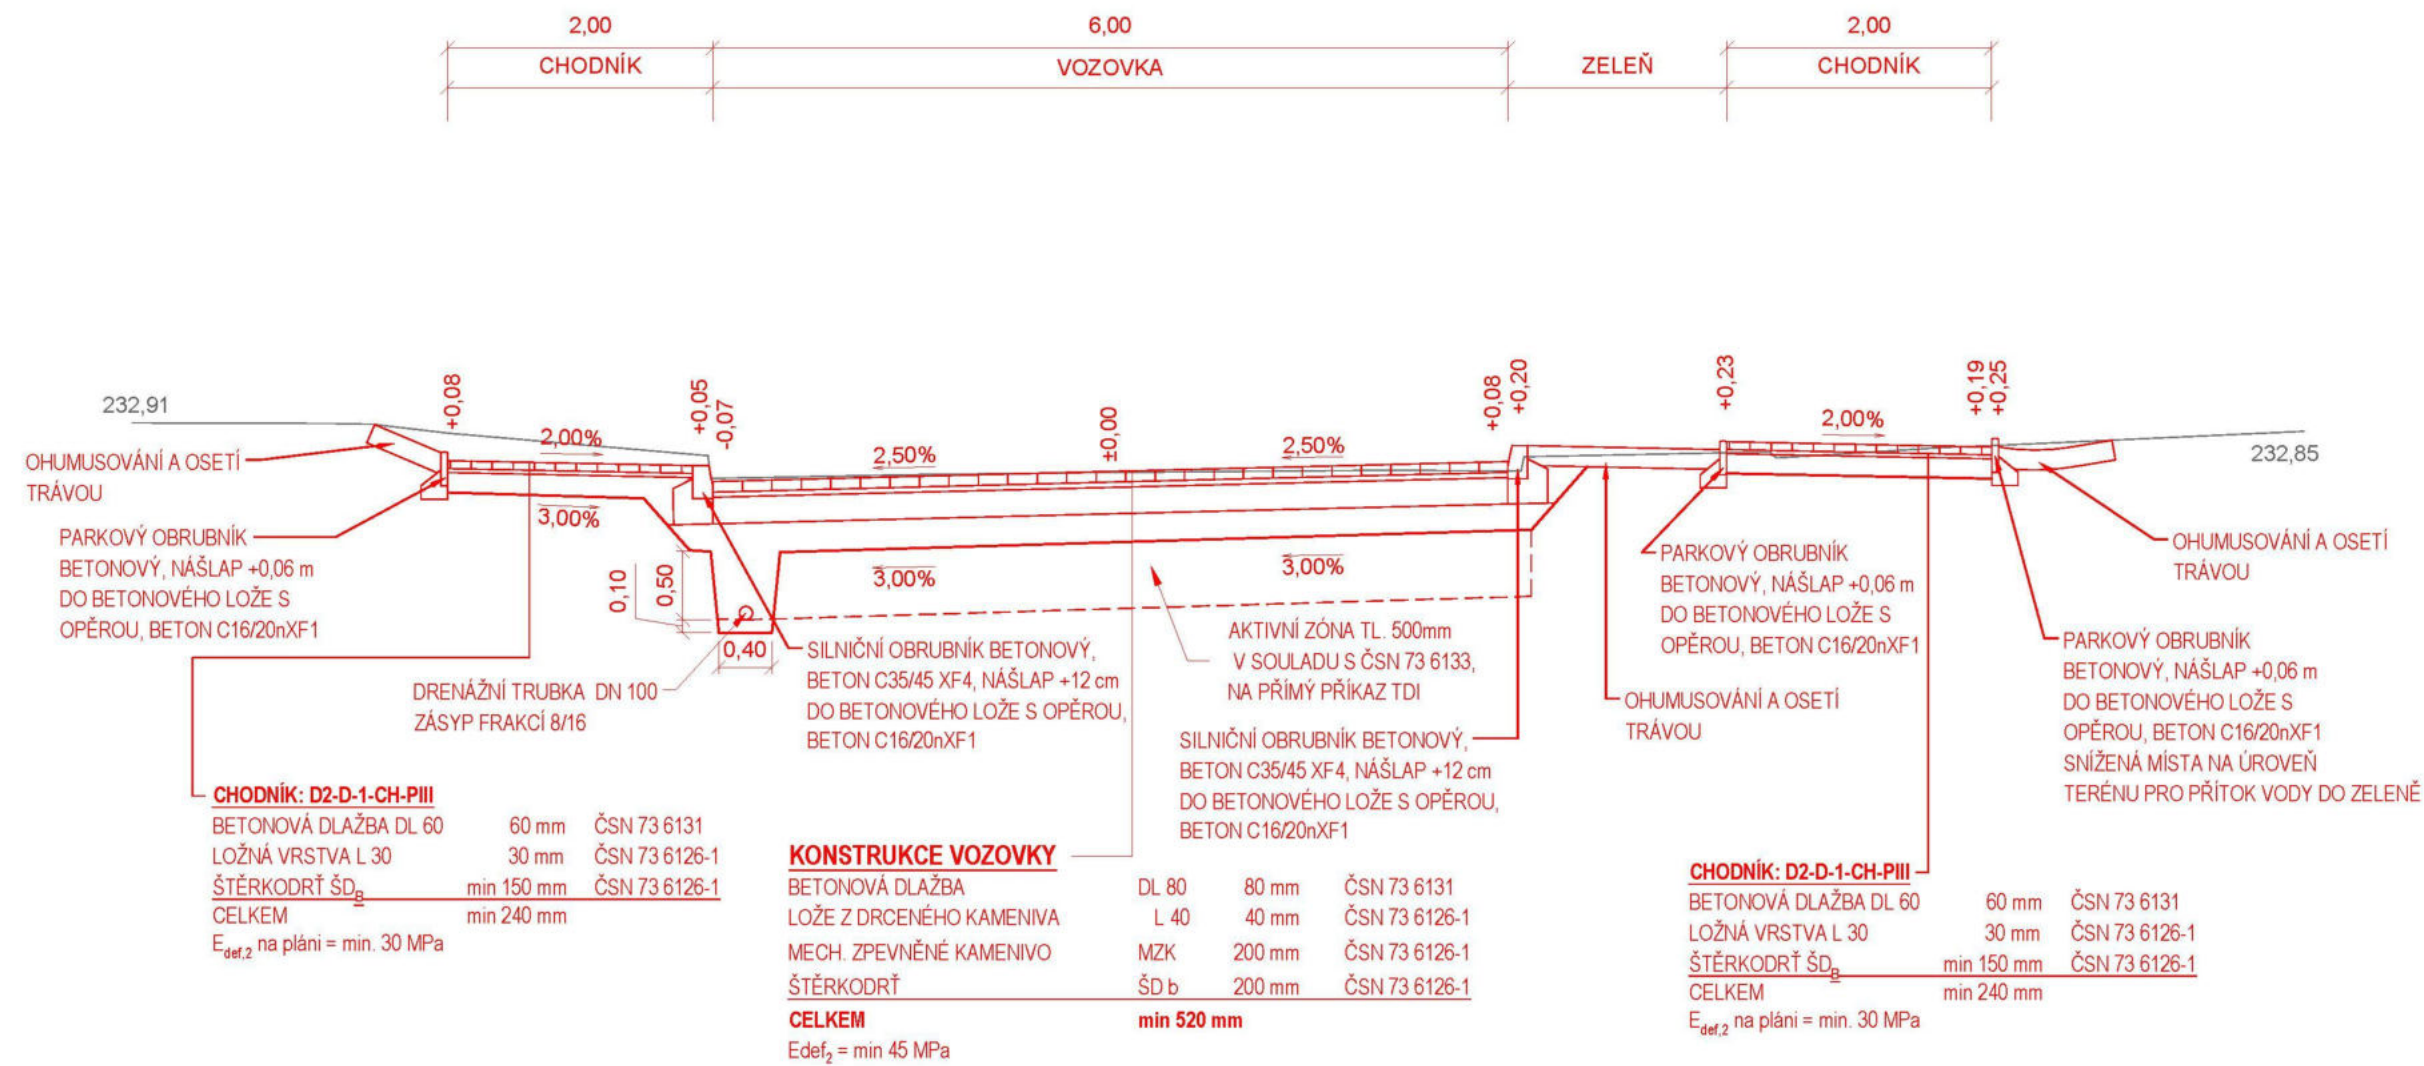 2,00 6,00 2,00
CHODNÍK VOZOVKA ZELEŇ CHODNÍK
+0,08
+0,05
-0,07
±0,00
+0,08
+0,20
+0,23
+0,19
+0,25
232,91
232,85
2,00%
2,50%
2,50%
2,00%
3,00%
3,00%
3,00%
0,10
0,50
0,40
OHUMUSOVÁNÍ A OSETÍ
TRÁVOU
PARKOVÝ OBRUBNÍK
BETONOVÝ, NÁŠLAP +0,06 m
DO BETONOVÉHO LOŽE S
OPĚROU, BETON C16/20nXF1
DRENÁŽNÍ TRUBKA DN 100
ZÁSYP FRAKCÍ 8/16
SILNIČNÍ OBRUBNÍK BETONOVÝ,
BETON C35/45 XF4, NÁŠLAP +12 cm
DO BETONOVÉHO LOŽE S OPĚROU,
BETON C16/20nXF1
AKTIVNÍ ZÓNA TL. 500mm
V SOULADU S ČSN 73 6133,
NA PŘÍMÝ PŘÍKAZ TDI
SILNIČNÍ OBRUBNÍK BETONOVÝ,
BETON C35/45 XF4, NÁŠLAP +12 cm
DO BETONOVÉHO LOŽE S OPĚROU,
BETON C16/20nXF1
PARKOVÝ OBRUBNÍK
BETONOVÝ, NÁŠLAP +0,06 m
DO BETONOVÉHO LOŽE S
OPĚROU, BETON C16/20nXF1
OHUMUSOVÁNÍ A OSETÍ
TRÁVOU
OHUMUSOVÁNÍ A OSETÍ
TRÁVOU
PARKOVÝ OBRUBNÍK
BETONOVÝ, NÁŠLAP +0,06 m
DO BETONOVÉHO LOŽE S
OPĚROU, BETON C16/20nXF1
SNÍŽENÁ MÍSTA NA ÚROVEŇ
TERÉNU PRO PŘÍTOK VODY DO ZELENĚ
CHODNÍK: D2-D-1-CH-PIII
BETONOVÁ DLAŽBA DL 60 60 mm ČSN 73 6131
LOŽNÁ VRSTVA L 30 30 mm ČSN 73 6126-1
ŠTĚRKODRŤ ŠDB min 150 mm ČSN 73 6126-1
CELKEM min 240 mm
Edef,2 na pláni = min. 30 MPa
KONSTRUKCE VOZOVKY
BETONOVÁ DLAŽBA DL 80 80 mm ČSN 73 6131
LOŽE Z DRCENÉHO KAMENIVA L 40 40 mm ČSN 73 6126-1
MECH. ZPEVNĚNÉ KAMENIVO MZK 200 mm ČSN 73 6126-1
ŠTĚRKODRŤ ŠD b 200 mm ČSN 73 6126-1
CELKEM min 520 mm
Edef2 = min 45 MPa
CHODNÍK: D2-D-1-CH-PIII
BETONOVÁ DLAŽBA DL 60 60 mm ČSN 73 6131
LOŽNÁ VRSTVA L 30 30 mm ČSN 73 6126-1
ŠTĚRKODRŤ ŠDB min 150 mm ČSN 73 6126-1
CELKEM min 240 mm
Edef,2 na pláni = min. 30 MPa